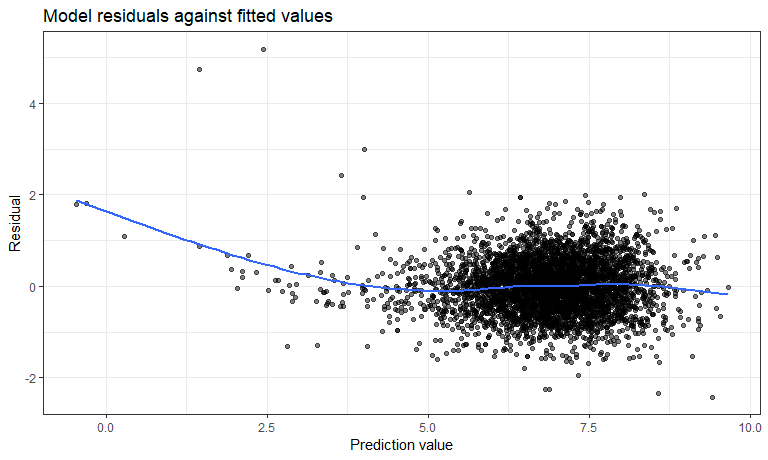 Model residuals against fitted values
4
2
0
-2
Residual
0.0 2.5 5.0 7.5 10.0
Prediction value